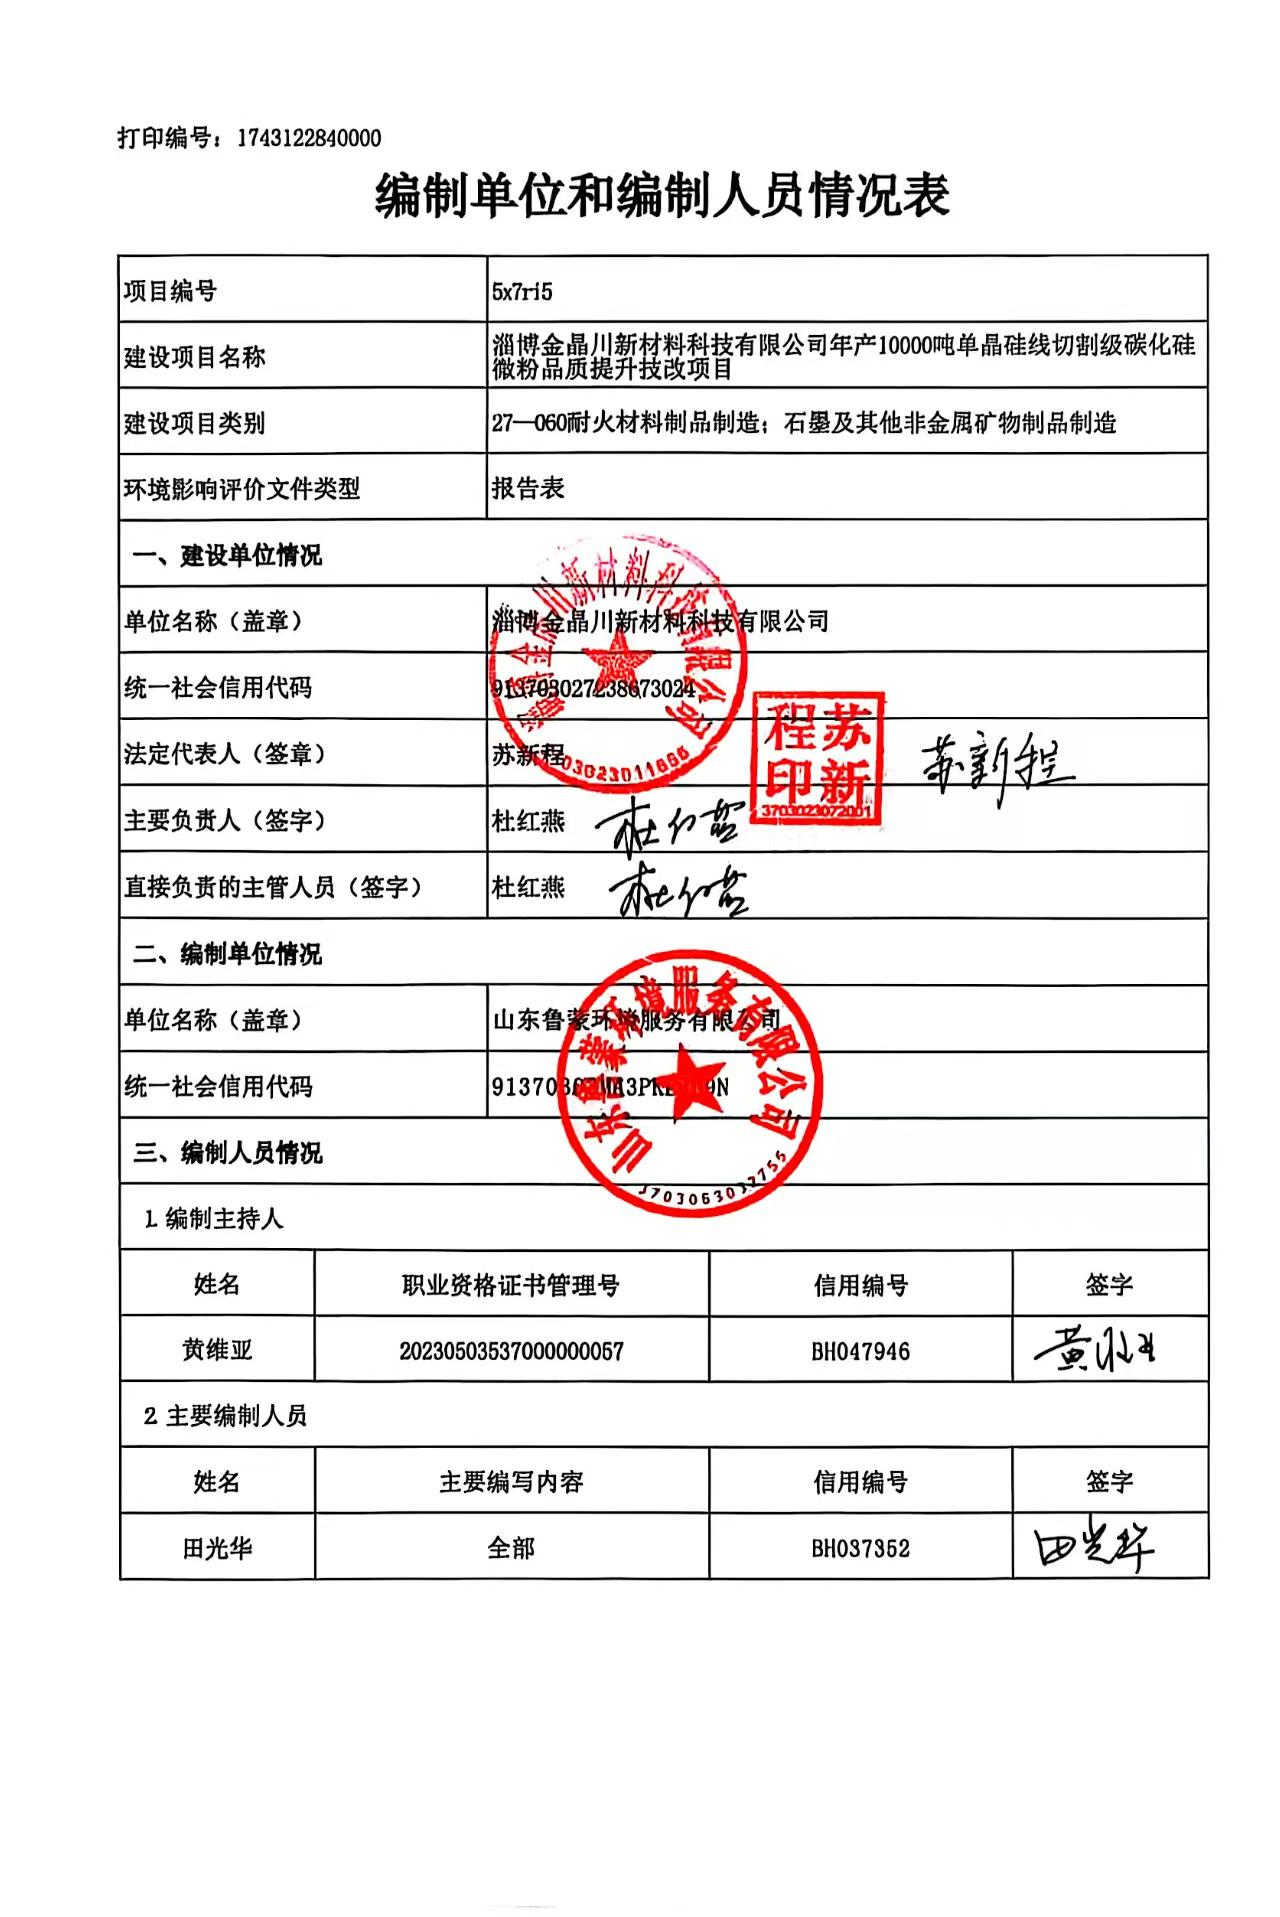 打印编号：1743122840000
编制单位和编制人员情况表
项目编号 5x7ri5
建设项目名称 淄博金晶川新材料科技有限公司年产10000吨单晶硅线切割级碳化硅
微粉品质提升技改项目
建设项目类别 27—060耐火材料制品制造；石墨及其他非金属矿物制品制造
环境影响评价文件类型 报告表
一、建设单位情况
单位名称（盖章） 淄博金晶川新材料科技有限公司
统一社会信用代码
法定代表人（签章） 苏新程
苏新程印
3703023072001
苏新程
主要负责人（签字） 杜红燕 杜红燕
直接负责的主管人员（签字） 杜红燕 杜红燕
二、编制单位情况
单位名称（盖章） 山东鲁蒙环境服务有限公司
统一社会信用代码
山东鲁蒙环境服务有限公司
3703063032755
三、编制人员情况
1 编制主持人
姓名 职业资格证书管理号 信用编号 签字
黄维亚 20230503537000000057 BH047946 黄维亚
2 主要编制人员
姓名 主要编写内容 信用编号 签字
田光华 全部 BH037352 田光华